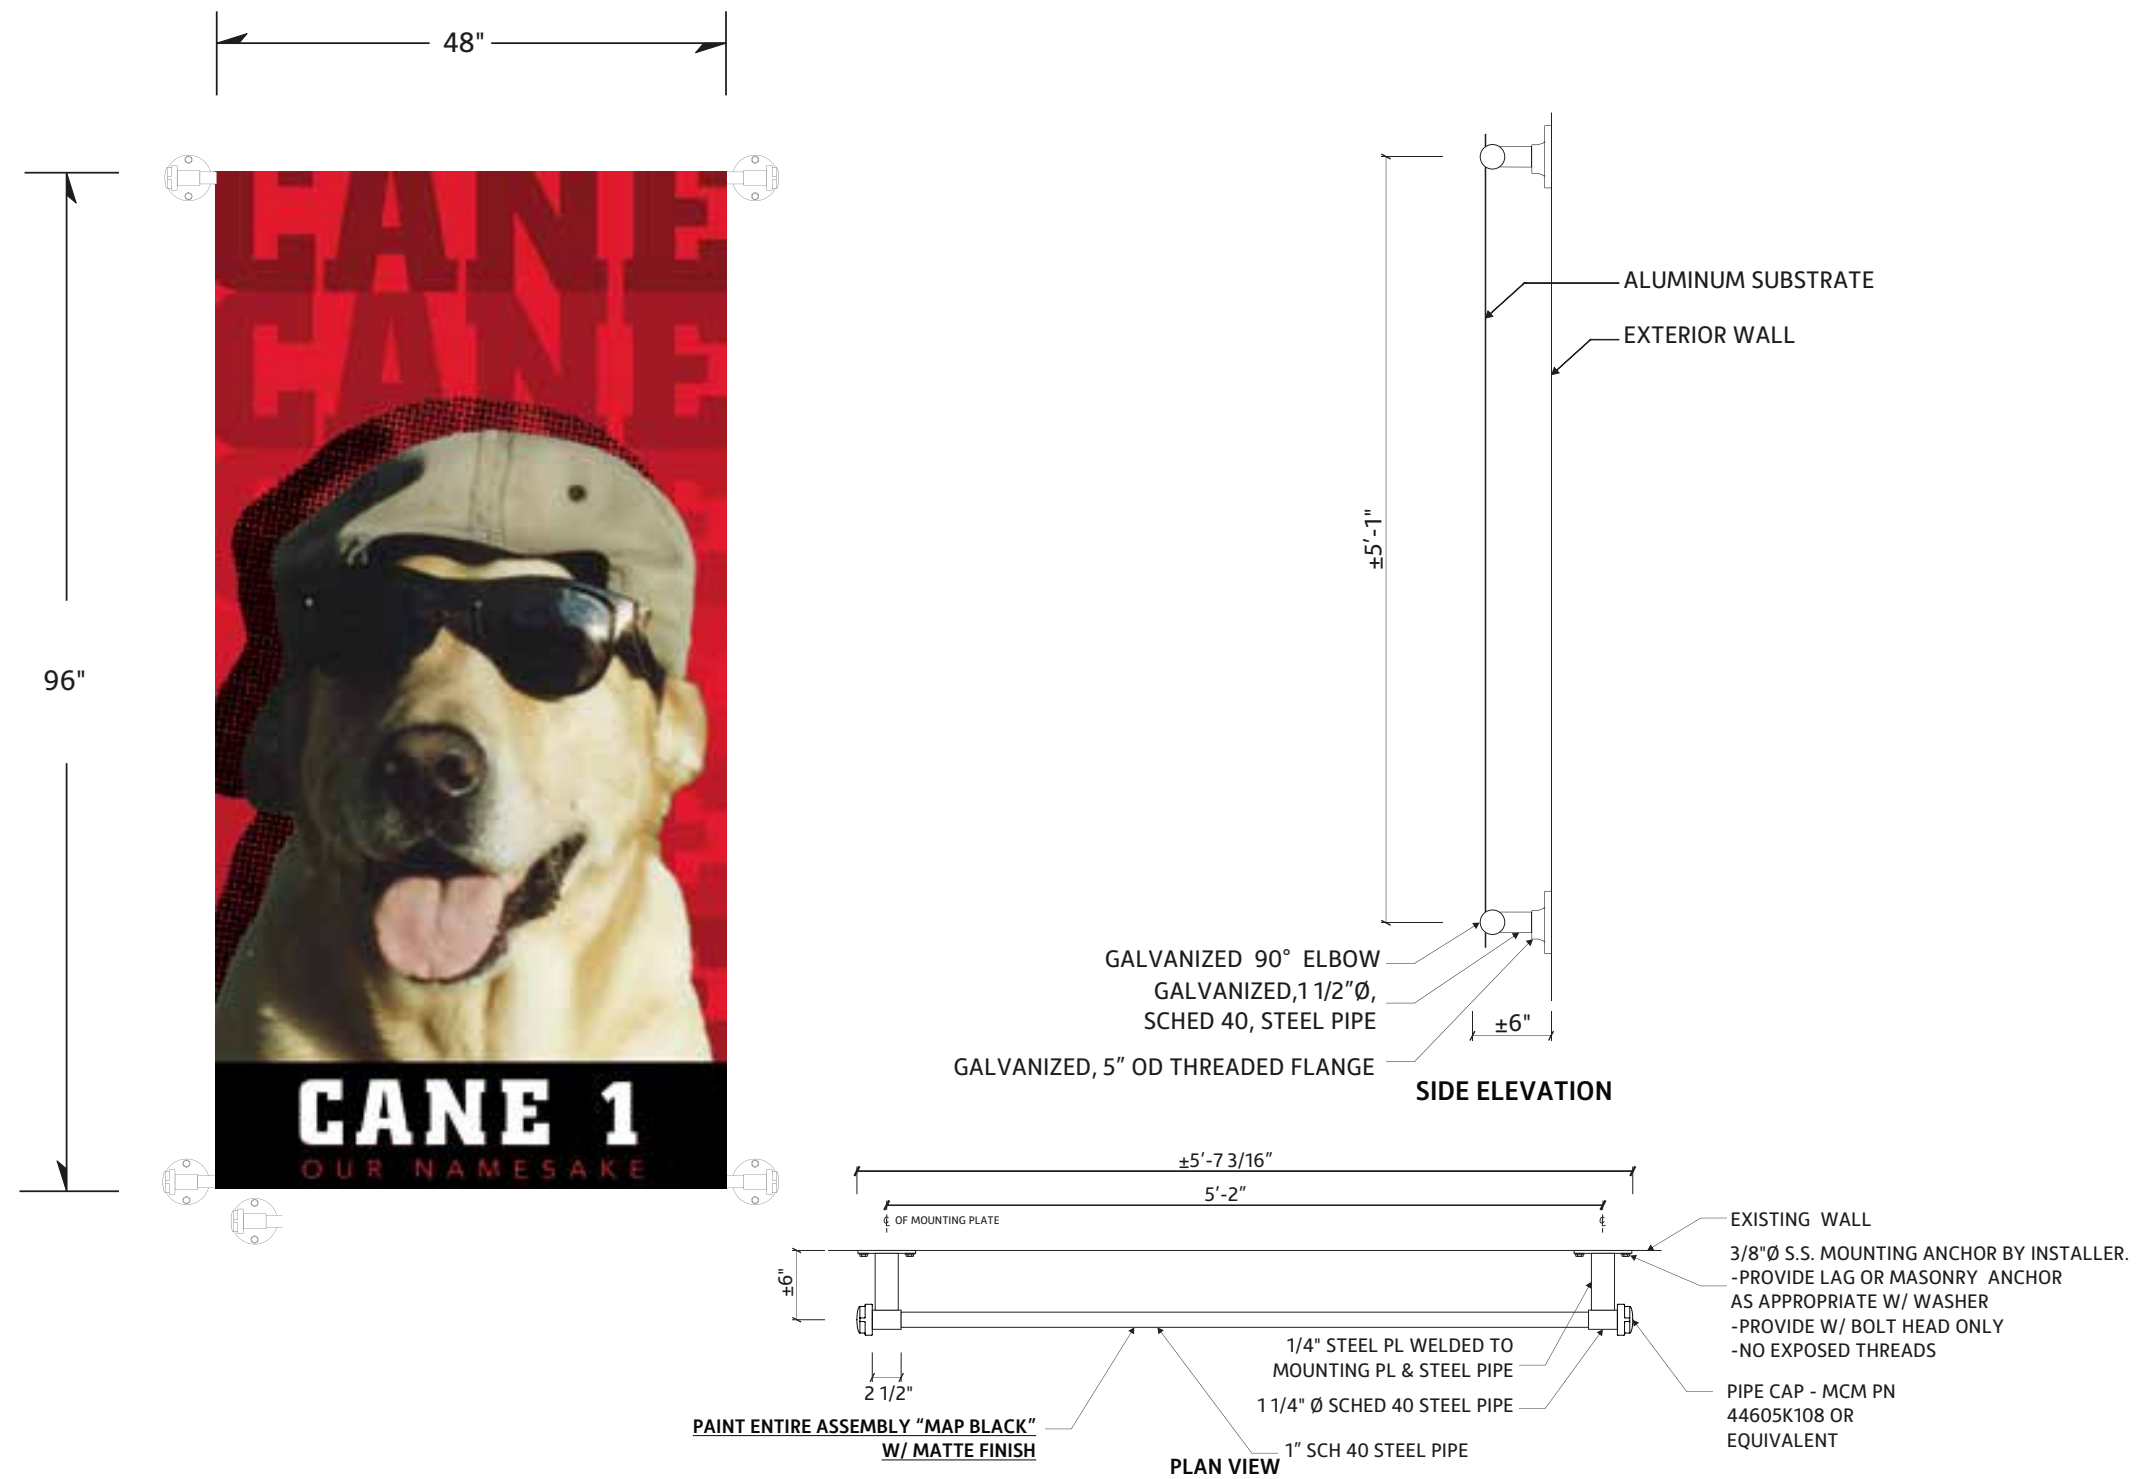 48"
96"
CANE
CANE
CANE 1
OUR NAMESAKE
±5'-1"
ALUMINUM SUBSTRATE
EXTERIOR WALL
GALVANIZED 90° ELBOW
GALVANIZED,1 1/2"Ø,
SCHED 40, STEEL PIPE
GALVANIZED, 5" OD THREADED FLANGE
±6"
SIDE ELEVATION
±5'-7 3/16"
5'-2"
℄ OF MOUNTING PLATE
℄
±6"
2 1/2"
EXISTING WALL
3/8"Ø S.S. MOUNTING ANCHOR BY INSTALLER.
-PROVIDE LAG OR MASONRY ANCHOR
AS APPROPRIATE W/ WASHER
-PROVIDE W/ BOLT HEAD ONLY
-NO EXPOSED THREADS
1/4" STEEL PL WELDED TO
MOUNTING PL & STEEL PIPE
1 1/4" Ø SCHED 40 STEEL PIPE
PIPE CAP - MCM PN
44605K108 OR
EQUIVALENT
PAINT ENTIRE ASSEMBLY “MAP BLACK”
W/ MATTE FINISH
1” SCH 40 STEEL PIPE
PLAN VIEW